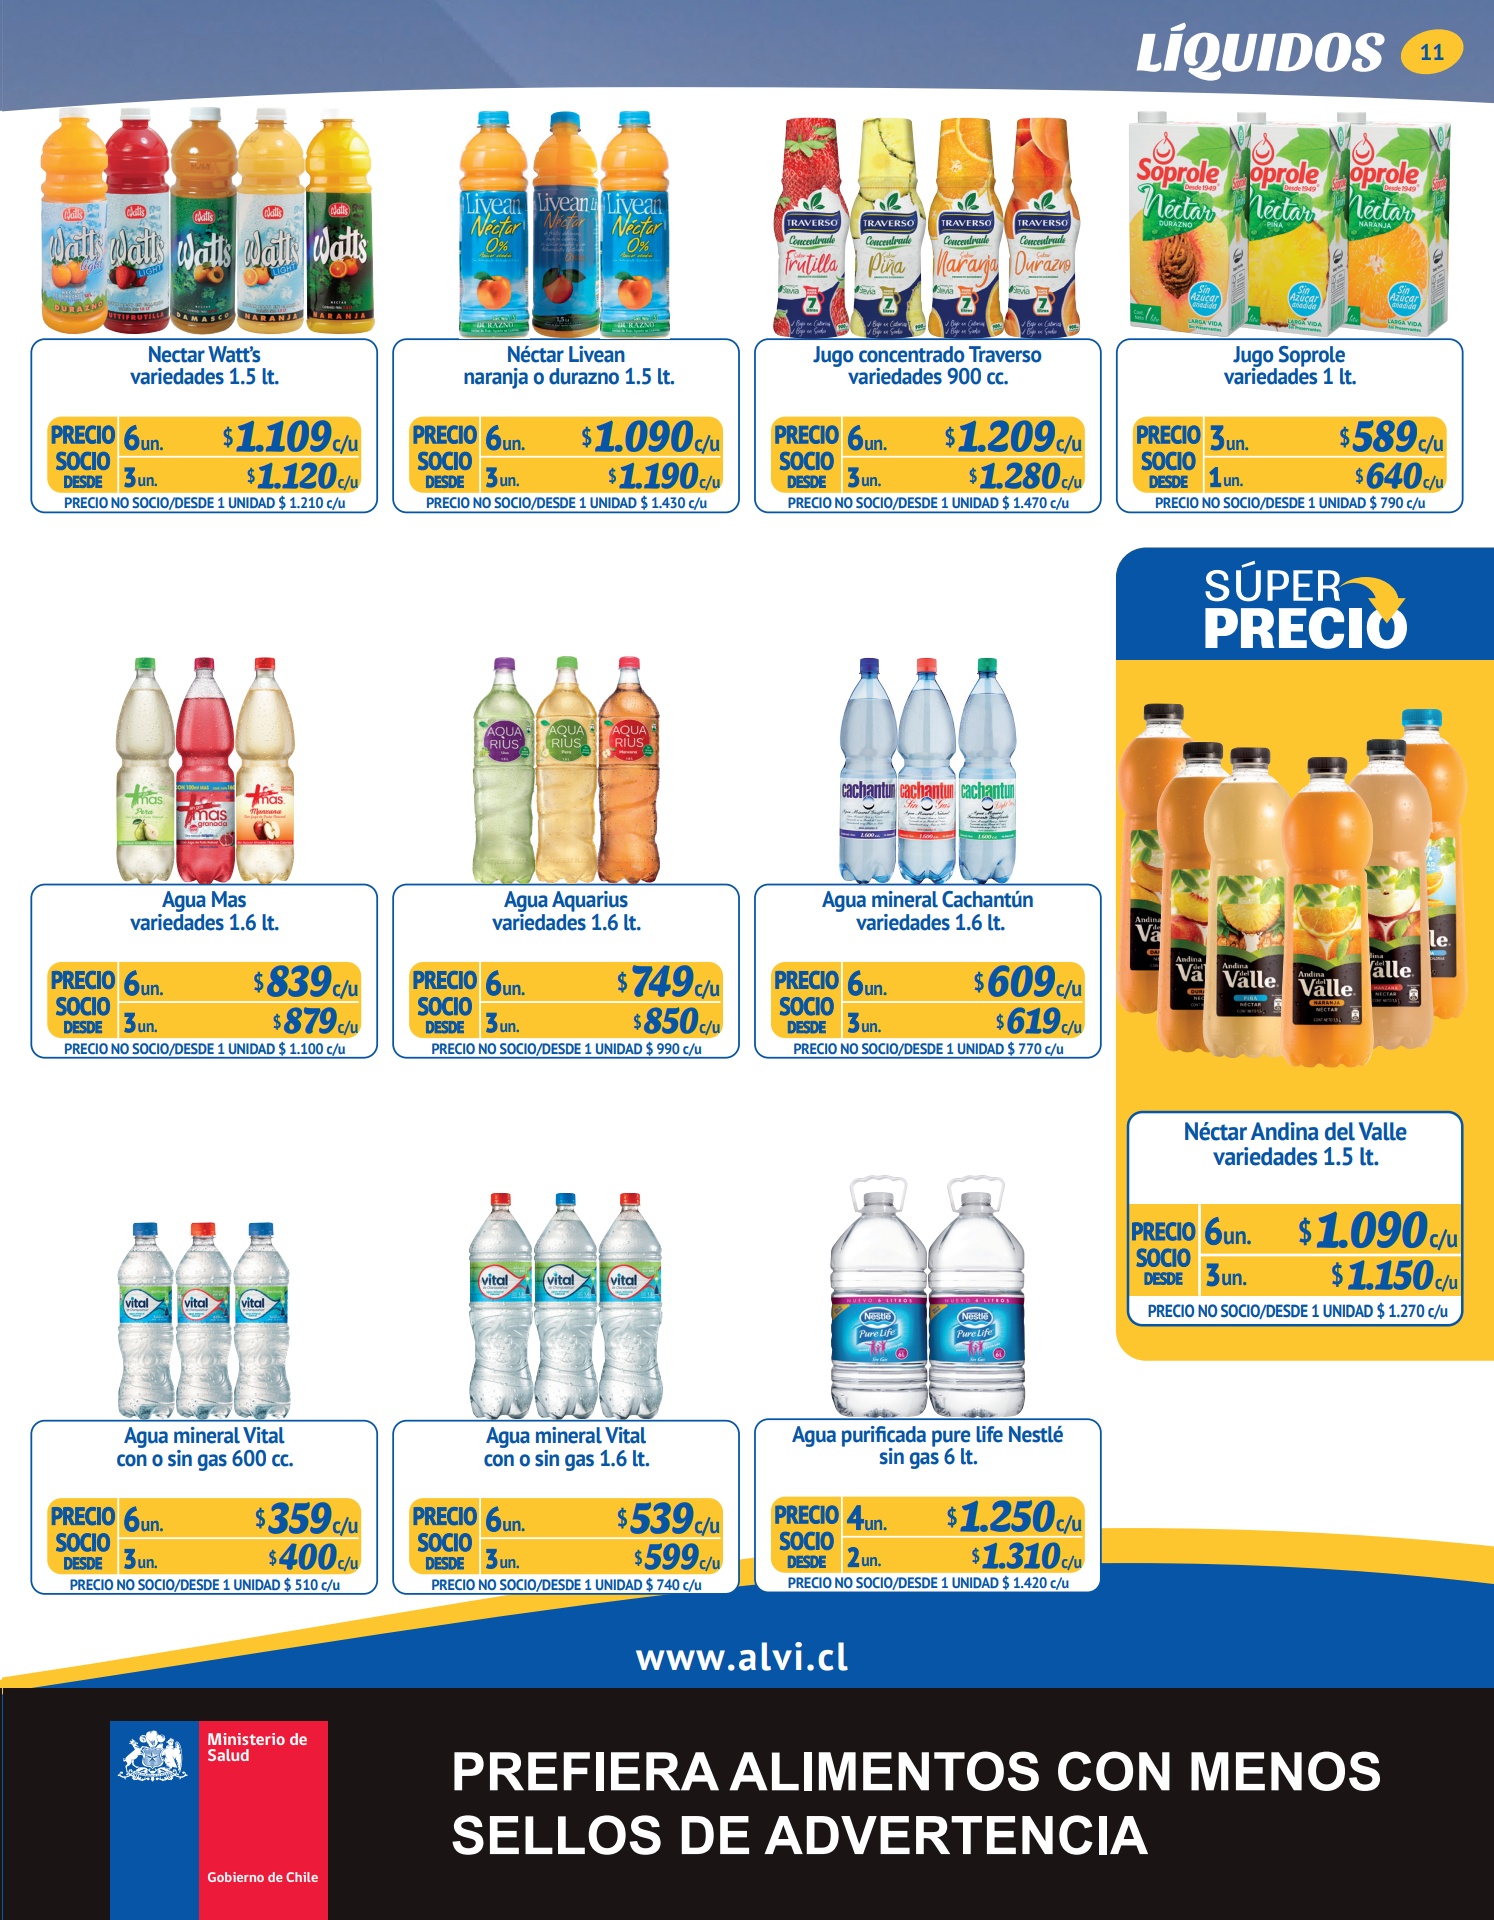 LÍQUIDOS 11
Nectar Watt's
variedades 1.5 lt.
PRECIO SOCIO DESDE
6un. $1.109c/u
3un. $1.120c/u
PRECIO NO SOCIO/DESDE 1 UNIDAD $ 1.210 c/u
Néctar Livean
naranja o durazno 1.5 lt.
PRECIO SOCIO DESDE
6un. $1.090c/u
3un. $1.190c/u
PRECIO NO SOCIO/DESDE 1 UNIDAD $ 1.430 c/u
Jugo concentrado Traverso
variedades 900 cc.
PRECIO SOCIO DESDE
6un. $1.209c/u
3un. $1.280c/u
PRECIO NO SOCIO/DESDE 1 UNIDAD $ 1.470 c/u
Jugo Soprole
variedades 1 lt.
PRECIO SOCIO DESDE
3un. $589c/u
1un. $640c/u
PRECIO NO SOCIO/DESDE 1 UNIDAD $ 790 c/u
Agua Mas
variedades 1.6 lt.
PRECIO SOCIO DESDE
6un. $839c/u
3un. $879c/u
PRECIO NO SOCIO/DESDE 1 UNIDAD $ 1.100 c/u
Agua Aquarius
variedades 1.6 lt.
PRECIO SOCIO DESDE
6un. $749c/u
3un. $850c/u
PRECIO NO SOCIO/DESDE 1 UNIDAD $ 990 c/u
Agua mineral Cachantún
variedades 1.6 lt.
PRECIO SOCIO DESDE
6un. $609c/u
3un. $619c/u
PRECIO NO SOCIO/DESDE 1 UNIDAD $ 770 c/u
SÚPER
PRECIO
Néctar Andina del Valle
variedades 1.5 lt.
PRECIO SOCIO DESDE
6un. $1.090c/u
3un. $1.150c/u
PRECIO NO SOCIO/DESDE 1 UNIDAD $ 1.270 c/u
Agua mineral Vital
con o sin gas 600 cc.
PRECIO SOCIO DESDE
6un. $359c/u
3un. $400c/u
PRECIO NO SOCIO/DESDE 1 UNIDAD $ 510 c/u
Agua mineral Vital
con o sin gas 1.6 lt.
PRECIO SOCIO DESDE
6un. $539c/u
3un. $599c/u
PRECIO NO SOCIO/DESDE 1 UNIDAD $ 740 c/u
Agua purificada pure life Nestlé
sin gas 6 lt.
PRECIO SOCIO DESDE
4un. $1.250c/u
2un. $1.310c/u
PRECIO NO SOCIO/DESDE 1 UNIDAD $ 1.420 c/u
www.alvi.cl
Ministerio de
Salud
Gobierno de Chile
PREFIERA ALIMENTOS CON MENOS
SELLOS DE ADVERTENCIA